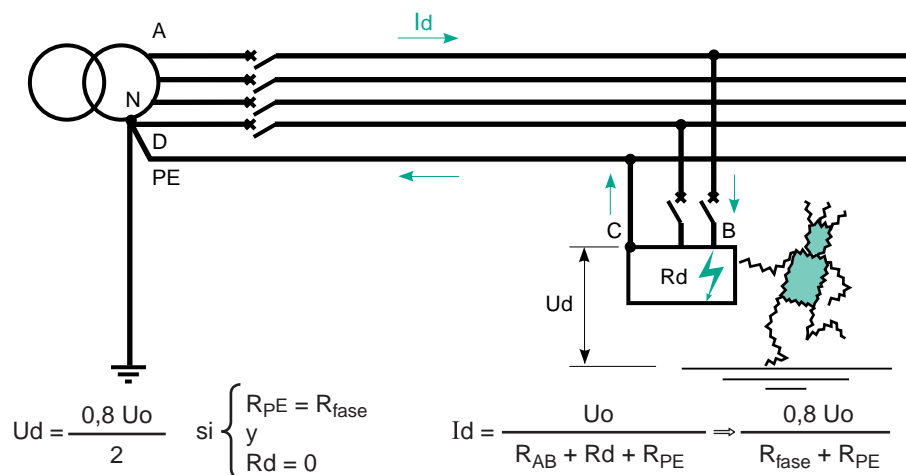 A
Id
N
D
PE
C
B
Rd
Ud
Ud = 0,8 Uo / 2
si { R_PE = R_fase
y
Rd = 0
Id = Uo / (R_AB + Rd + R_PE) ⇒ 0,8 Uo / (R_fase + R_PE)